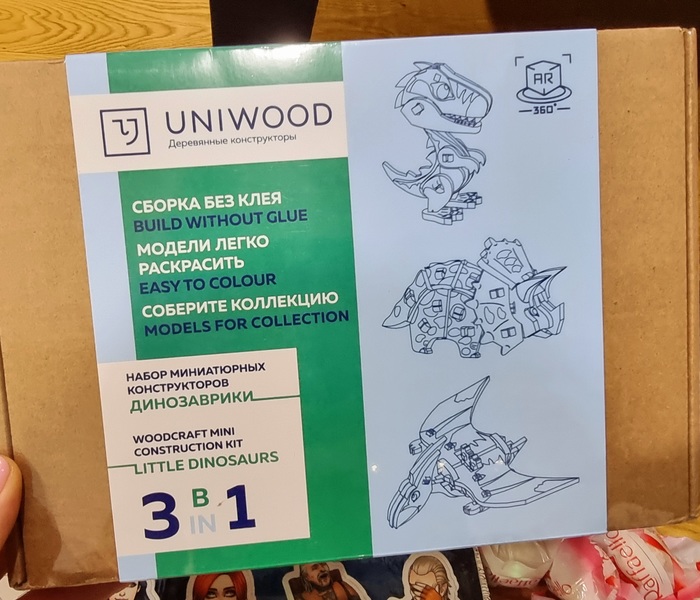 UNIWOOD
Деревянные конструкторы
СБОРКА БЕЗ КЛЕЯ
BUILD WITHOUT GLUE
МОДЕЛИ ЛЕГКО
РАСКРАСИТЬ
EASY TO COLOUR
СОБЕРИТЕ КОЛЛЕКЦИЮ
MODELS FOR COLLECTION
НАБОР МИНИАТЮРНЫХ
КОНСТРУКТОРОВ
ДИНОЗАВРИКИ
WOODCRAFT MINI
CONSTRUCTION KIT
LITTLE DINOSAURS
3 В IN 1
AR
360°
Raffaello